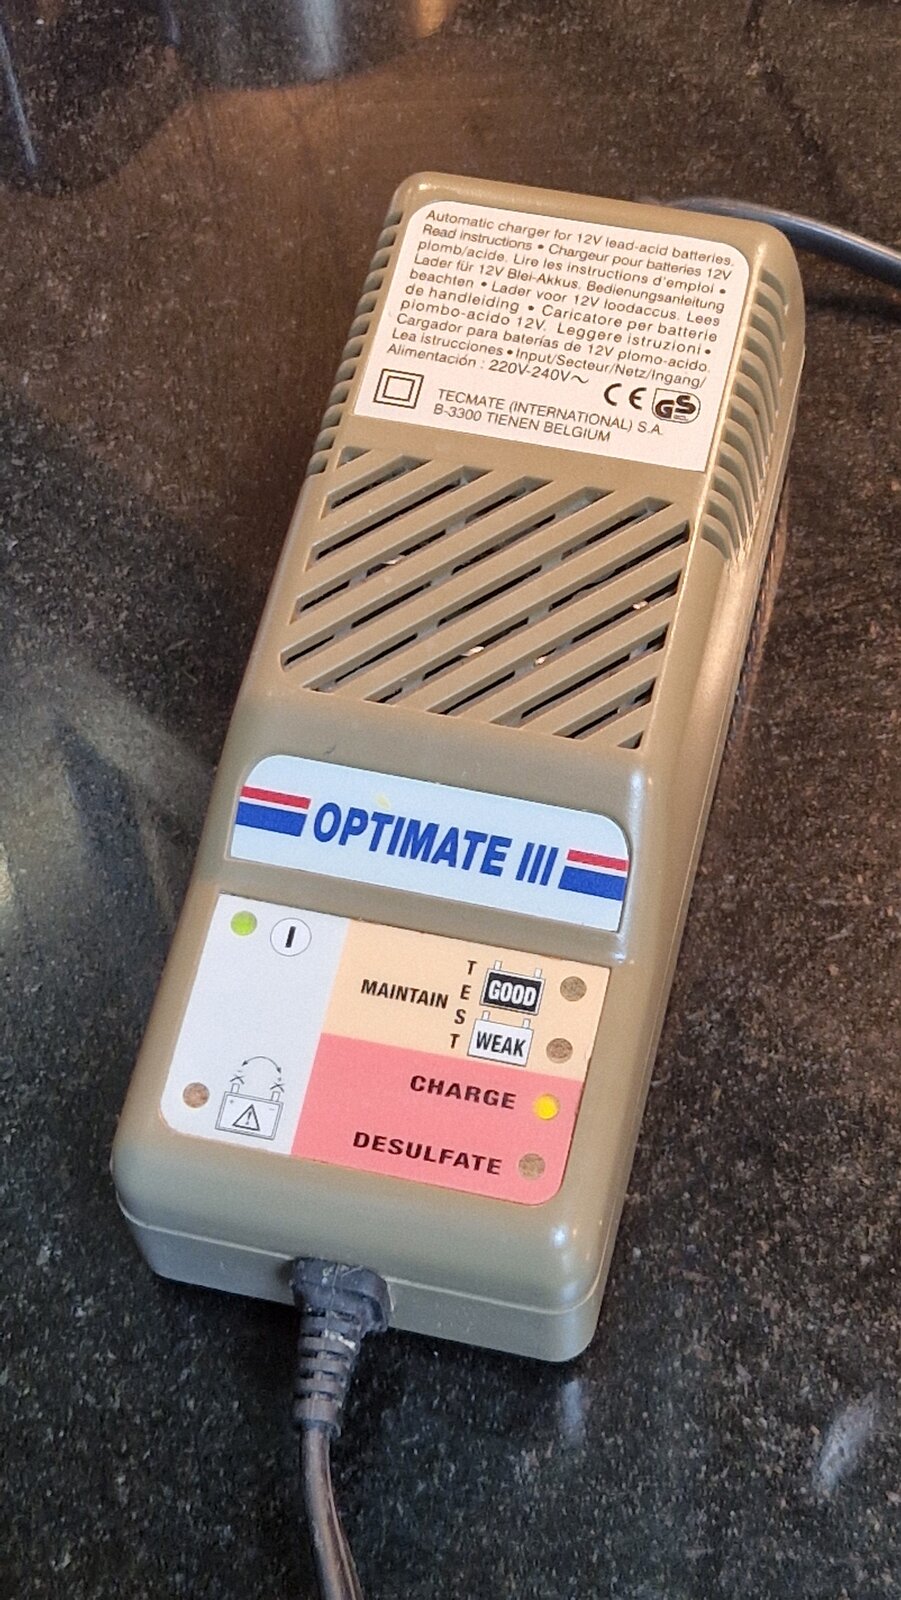 Automatic charger for 12V lead-acid batteries.
Read instructions • Chargeur pour batteries 12V
plomb/acide. Lire les instructions d'emploi •
Lader für 12V Blei-Akkus. Bedienungsanleitung
beachten • Lader voor 12V loodaccus. Lees
de handleiding • Caricatore per batterie
piombo-acido 12V. Leggere istruzioni •
Cargador para baterías de 12V plomo-acido.
Lea istrucciones • Input/Secteur/Netz/Ingang/
Alimentación : 220V-240V~
CE GS
TECMATE (INTERNATIONAL) S.A.
B-3300 TIENEN BELGIUM
OPTIMATE III
I
MAINTAIN
TEST
GOOD
WEAK
CHARGE
DESULFATE